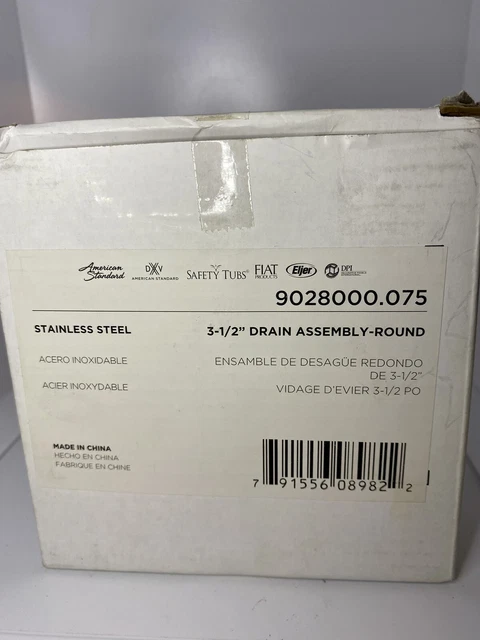 American Standard
DXV
AMERICAN STANDARD
SAFETY TUBS®
FIAT
PRODUCTS
Eljer
DPI
9028000.075
STAINLESS STEEL
3-1/2" DRAIN ASSEMBLY-ROUND
ACERO INOXIDABLE
ENSAMBLE DE DESAGÜE REDONDO
DE 3-1/2"
ACIER INOXYDABLE
VIDAGE D'EVIER 3-1/2 PO
MADE IN CHINA
HECHO EN CHINA
FABRIQUE EN CHINE
7 91556 08982 2